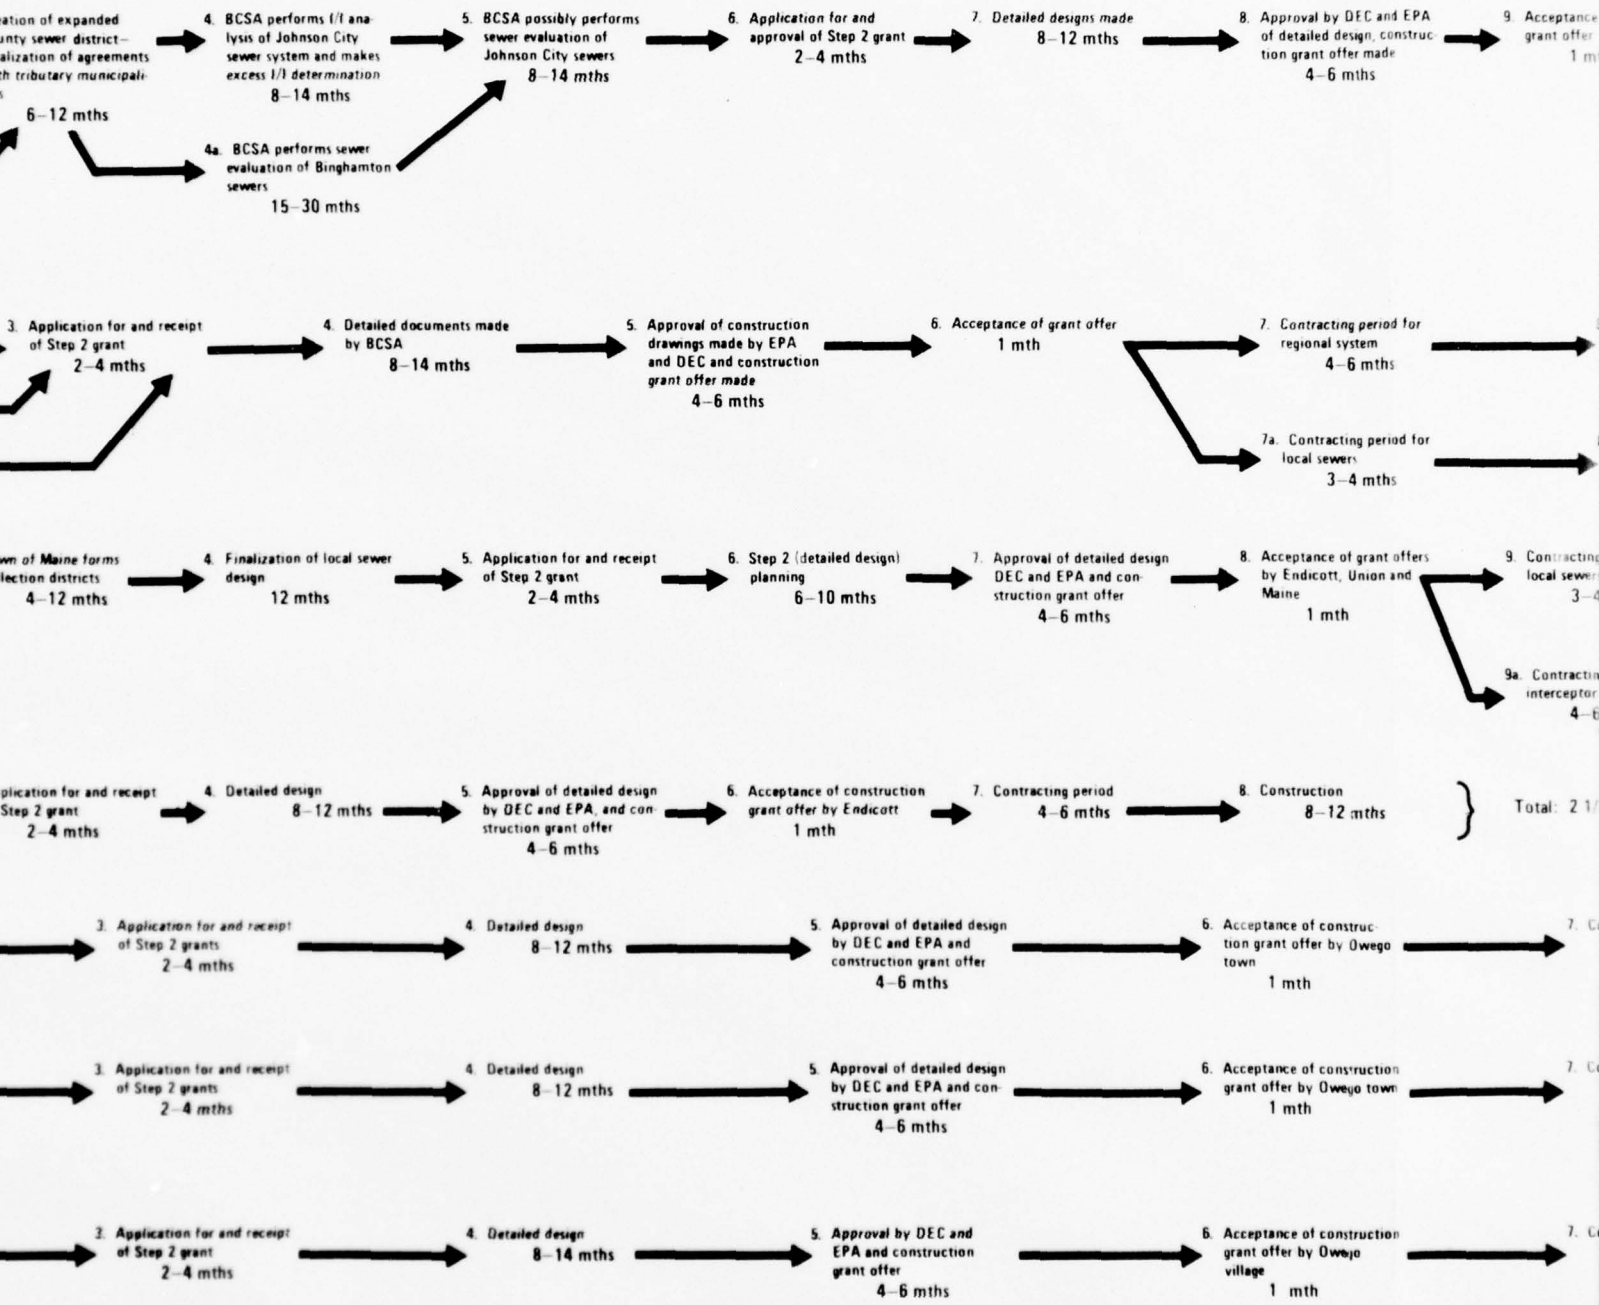 ation of expanded
unty sewer district—
alization of agreements
th tributary municipali-
s
6—12 mths
4. BCSA performs I/I ana-
lysis of Johnson City
sewer system and makes
excess I/I determination
8—14 mths
4a. BCSA performs sewer
evaluation of Binghamton
sewers
15—30 mths
5. BCSA possibly performs
sewer evaluation of
Johnson City sewers
8—14 mths
6. Application for and
approval of Step 2 grant
2—4 mths
7. Detailed designs made
8—12 mths
8. Approval by DEC and EPA
of detailed design, construc-
tion grant offer made
4—6 mths
9. Acceptance
grant offer
1 m
3. Application for and receipt
of Step 2 grant
2—4 mths
4. Detailed documents made
by BCSA
8—14 mths
5. Approval of construction
drawings made by EPA
and DEC and construction
grant offer made
4—6 mths
6. Acceptance of grant offer
1 mth
7. Contracting period for
regional system
4—6 mths
7a. Contracting period for
local sewers
3—4 mths
wn of Maine forms
lection districts
4—12 mths
4. Finalization of local sewer
design
12 mths
5. Application for and receipt
of Step 2 grant
2—4 mths
6. Step 2 (detailed design)
planning
6—10 mths
7. Approval of detailed design
DEC and EPA and con-
struction grant offer
4—6 mths
8. Acceptance of grant offers
by Endicott, Union and
Maine
1 mth
9. Contracting
local sewer
3—4
9a. Contractin
interceptor
4—6
plication for and receipt
Step 2 grant
2—4 mths
4. Detailed design
8—12 mths
5. Approval of detailed design
by DEC and EPA, and con-
struction grant offer
4—6 mths
6. Acceptance of construction
grant offer by Endicott
1 mth
7. Contracting period
4—6 mths
8. Construction
8—12 mths
Total: 2 1/
3. Application for and receipt
of Step 2 grants
2—4 mths
4. Detailed design
8—12 mths
5. Approval of detailed design
by DEC and EPA and
construction grant offer
4—6 mths
6. Acceptance of construc-
tion grant offer by Owego
town
1 mth
7. C
3. Application for and receipt
of Step 2 grants
2—4 mths
4. Detailed design
8—12 mths
5. Approval of detailed design
by DEC and EPA and con-
struction grant offer
4—6 mths
6. Acceptance of construction
grant offer by Owego town
1 mth
7. Co
3. Application for and receipt
of Step 2 grant
2—4 mths
4. Detailed design
8—14 mths
5. Approval by DEC and
EPA and construction
grant offer
4—6 mths
6. Acceptance of construction
grant offer by Owego
village
1 mth
7. C